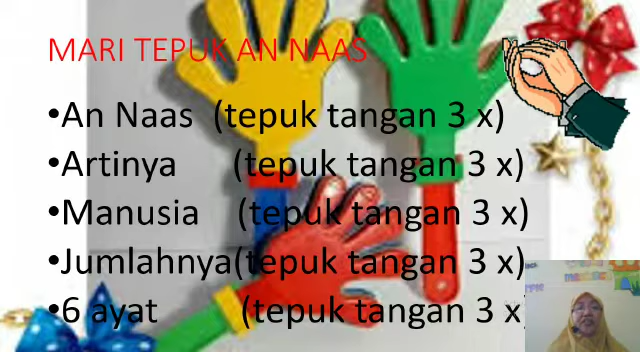 MARI TEPUK AN NAAS
•An Naas (tepuk tangan 3 x)
•Artinya (tepuk tangan 3 x)
•Manusia (tepuk tangan 3 x)
•Jumlahnya(tepuk tangan 3 x)
•6 ayat (tepuk tangan 3 x)